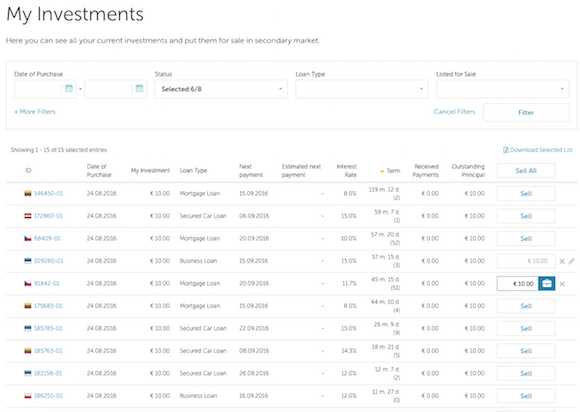 My Investments
Here you can see all your current investments and put them for sale in secondary market.
Date of Purchase Status Loan Type Listed for Sale
- Selected:6/8
+ More Filters Cancel Filters Filter
Showing 1 - 15 of 15 selected entries Download Selected List
ID Date of Purchase My Investment Loan Type Next payment Estimated next payment Interest Rate Term Received Payments Outstanding Principal Sell All
146450-01 24.08.2016 € 10.00 Mortgage Loan 15.09.2016 - 8.0% 119 m. 12 d. (2) € 0.00 € 10.00 Sell
172860-01 24.08.2016 € 10.00 Secured Car Loan 06.09.2016 - 15.0% 59 m. 7 d. (1) € 0.00 € 10.00 Sell
68409-01 24.08.2016 € 10.00 Mortgage Loan 20.09.2016 - 10.0% 57 m. 20 d. (52) € 0.00 € 10.00 Sell
109280-01 24.08.2016 € 10.00 Business Loan 15.09.2016 - 15.0% 57 m. 15 d. (3) € 0.00 € 10.00 € 10.00
91842-01 24.08.2016 € 10.00 Mortgage Loan 20.09.2016 - 11.7% 45 m. 15 d. (51) € 0.00 € 10.00 € 10.00
175683-01 24.08.2016 € 10.00 Mortgage Loan 15.09.2016 - 8.0% 44 m. 10 d. (4) € 0.00 € 10.00 Sell
185785-01 24.08.2016 € 10.00 Secured Car Loan 22.09.2016 - 15.0% 26 m. 9 d. (9) € 0.00 € 10.00 Sell
185763-01 24.08.2016 € 10.00 Secured Car Loan 08.09.2016 - 14.3% 18 m. 21 d. (5) € 0.00 € 10.00 Sell
182158-01 24.08.2016 € 10.00 Secured Car Loan 26.08.2016 - 12.0% 12 m. 7 d. (2) € 0.00 € 10.00 Sell
186255-01 24.08.2016 € 10.00 Business Loan 16.09.2016 - 12.0% 11 m. 27 d. (0) € 0.00 € 10.00 Sell